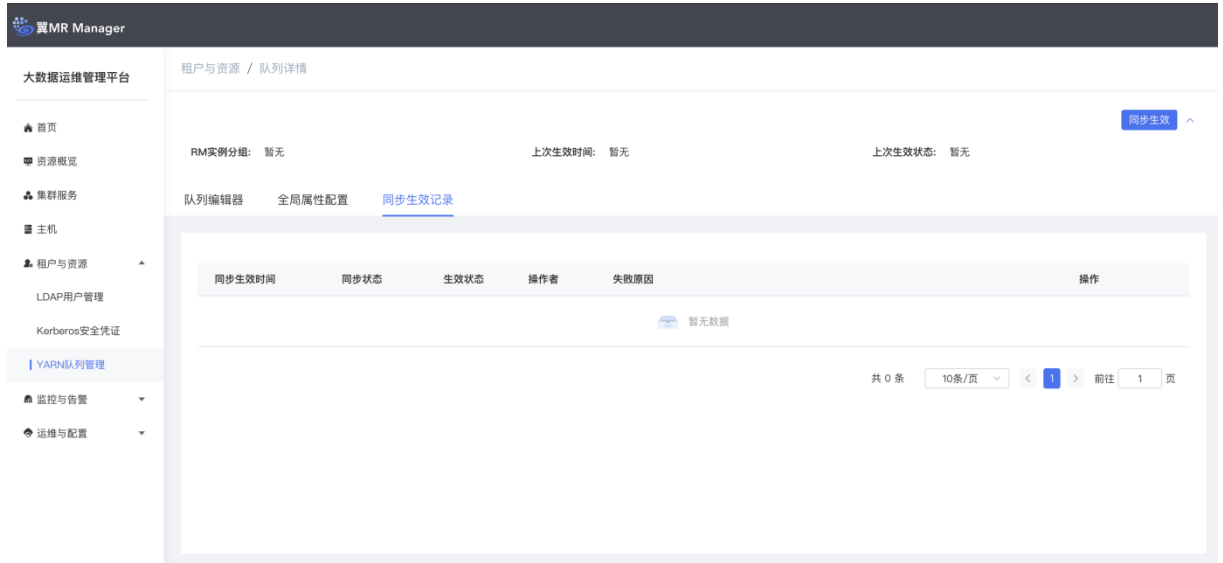 翼MR Manager
大数据运维管理平台
首页
资源概览
集群服务
主机
租户与资源
LDAP用户管理
Kerberos安全凭证
YARN队列管理
监控与告警
运维与配置
租户与资源 / 队列详情
同步生效
RM实例分组: 暂无 上次生效时间: 暂无 上次生效状态: 暂无
队列编辑器 全局属性配置 同步生效记录
同步生效时间 同步状态 生效状态 操作者 失败原因 操作
暂无数据
共 0 条 10条/页 1 前往 1 页